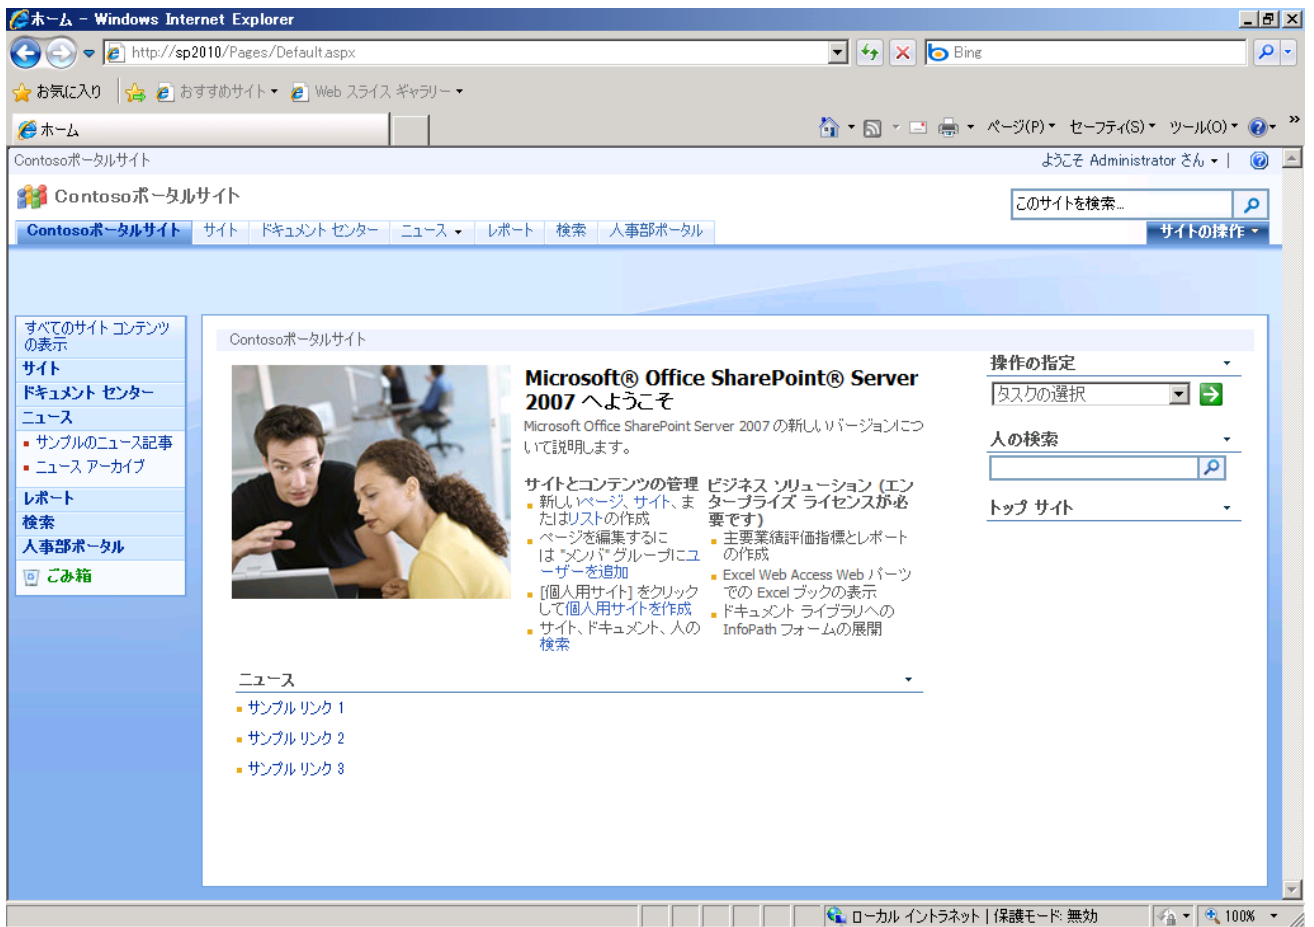 ホーム - Windows Internet Explorer
http://sp2010/Pages/Default.aspx
Bing
お気に入り
おすすめサイト
Web スライス ギャラリー
ホーム
ページ(P)
セーフティ(S)
ツール(O)
»
Contosoポータルサイト
ようこそ Administrator さん
Contosoポータルサイト
このサイトを検索...
Contosoポータルサイト
サイト
ドキュメント センター
ニュース
レポート
検索
人事部ポータル
サイトの操作
すべてのサイト コンテンツ
の表示
サイト
ドキュメント センター
ニュース
サンプルのニュース記事
ニュース アーカイブ
レポート
検索
人事部ポータル
ごみ箱
Contosoポータルサイト
Microsoft® Office SharePoint® Server
2007 へようこそ
Microsoft Office SharePoint Server 2007 の新しいバージョンにつ
いて説明します。
サイトとコンテンツの管理
新しいページ、サイト、ま
たはリストの作成
ページを編集するに
は "メンバ" グループにユ
ーザーを追加
[個人用サイト] をクリック
して個人用サイトを作成
サイト、ドキュメント、人の
検索
ビジネス ソリューション (エン
タープライズ ライセンスが必
要です)
主要業績評価指標とレポート
の作成
Excel Web Access Web パーツ
での Excel ブックの表示
ドキュメント ライブラリへの
InfoPath フォームの展開
ニュース
サンプル リンク 1
サンプル リンク 2
サンプル リンク 3
操作の指定
タスクの選択
人の検索
トップ サイト
ローカル イントラネット | 保護モード: 無効
100%